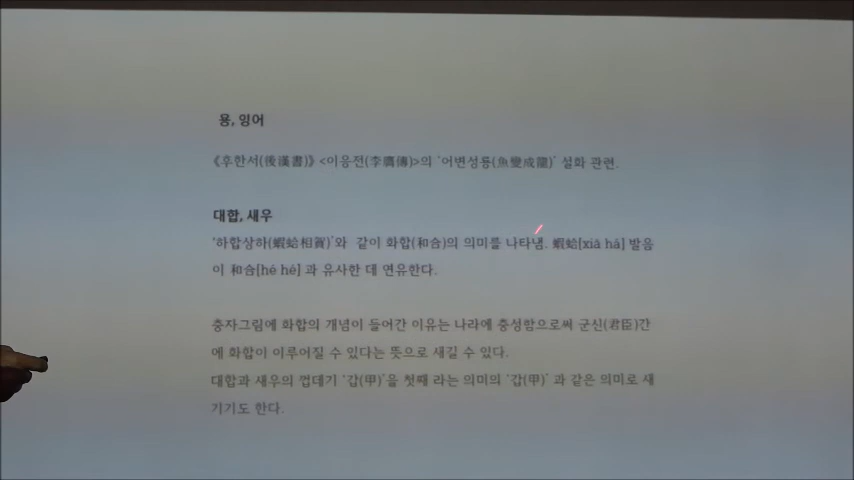 용, 잉어
《후한서(後漢書)》 <이응전(李膺傳)>의 '어변성룡(魚變成龍)' 설화 관련.
대합, 새우
'하합상하(蝦蛤相賀)'와 같이 화합(和合)의 의미를 나타냄. 蝦蛤[xiā há] 발음
이 和合[hé hé] 과 유사한 데 연유한다.
충자그림에 화합의 개념이 들어간 이유는 나라에 충성함으로써 군신(君臣)간
에 화합이 이루어질 수 있다는 뜻으로 새길 수 있다.
대합과 새우의 껍데기 '갑(甲)'을 첫째 라는 의미의 '갑(甲)' 과 같은 의미로 새
기기도 한다.